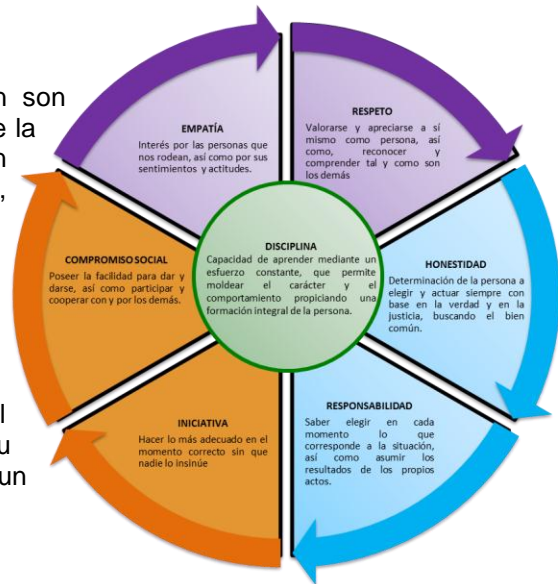 n son
e la
n
,
l
u
un
EMPATÍA
Interés por las personas que
nos rodean, así como por sus
sentimientos y actitudes.
RESPETO
Valorarse y apreciarse a sí
mismo como persona, así
como, reconocer y
comprender tal y como son
los demás
COMPROMISO SOCIAL
Poseer la facilidad para dar y
darse, así como participar y
cooperar con y por los demás.
DISCIPLINA
Capacidad de aprender mediante un
esfuerzo constante, que permite
moldear el carácter y el
comportamiento propiciando una
formación integral de la persona.
HONESTIDAD
Determinación de la persona a
elegir y actuar siempre con
base en la verdad y en la
justicia, buscando el bien
común.
INICIATIVA
Hacer lo más adecuado en el
momento correcto sin que
nadie lo insinúe
RESPONSABILIDAD
Saber elegir en cada
momento lo que
corresponde a la situación,
así como asumir los
resultados de los propios
actos.